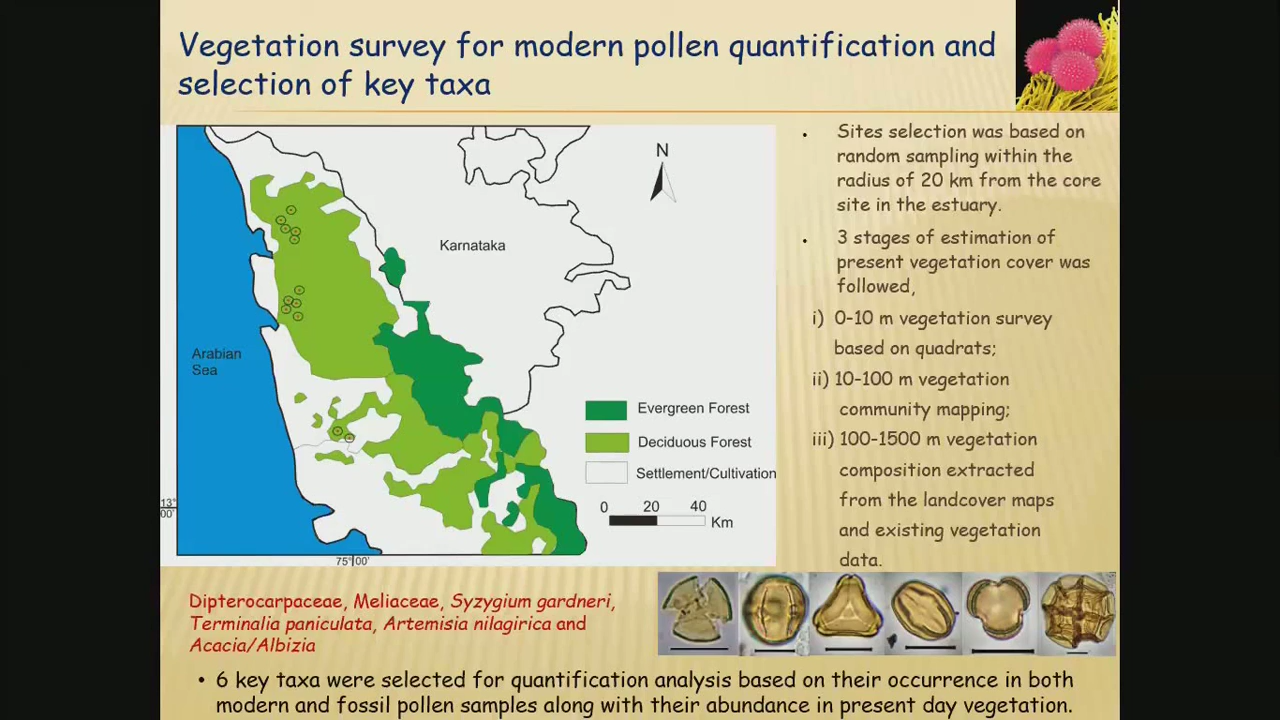 Vegetation survey for modern pollen quantification and
selection of key taxa
N
Karnataka
Arabian
Sea
Evergreen Forest
Deciduous Forest
Settlement/Cultivation
0 20 40
Km
13°
00'
75°00'
• Sites selection was based on
random sampling within the
radius of 20 km from the core
site in the estuary.
• 3 stages of estimation of
present vegetation cover was
followed,
i) 0-10 m vegetation survey
based on quadrats;
ii) 10-100 m vegetation
community mapping;
iii) 100-1500 m vegetation
composition extracted
from the landcover maps
and existing vegetation
data.
Dipterocarpaceae, Meliaceae, Syzygium gardneri,
Terminalia paniculata, Artemisia nilagirica and
Acacia/Albizia
• 6 key taxa were selected for quantification analysis based on their occurrence in both
modern and fossil pollen samples along with their abundance in present day vegetation.